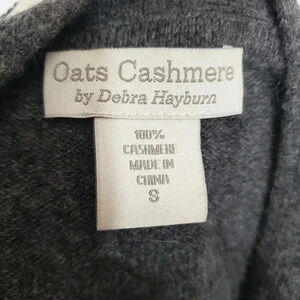 Oats Cashmere
by Debra Hayburn
100%
CASHMERE
MADE IN
CHINA
S